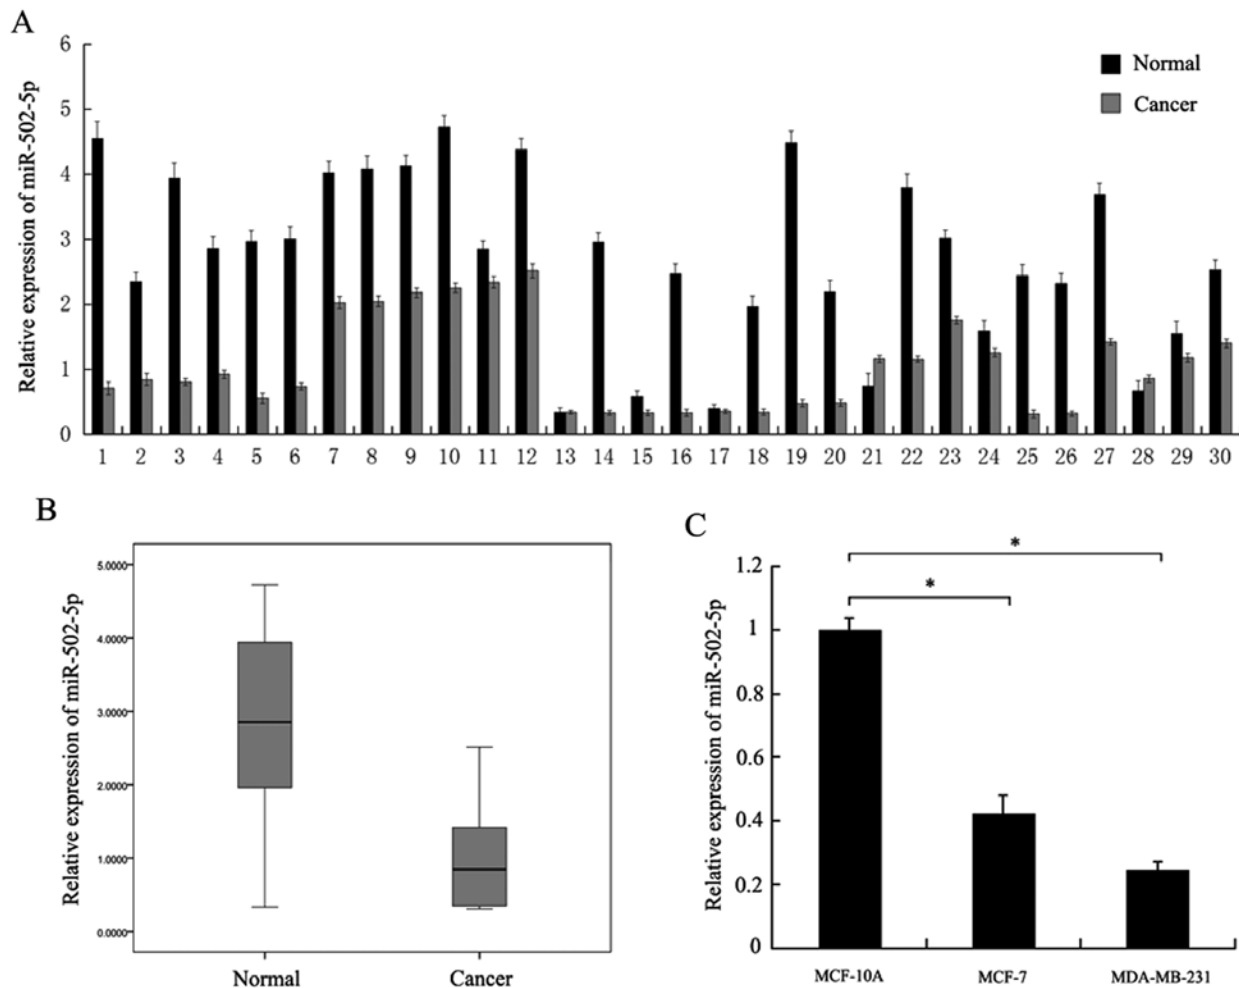 A
Relative expression of miR-502-5p
6
5
4
3
2
1
0
Normal
Cancer
1 2 3 4 5 6 7 8 9 10 11 12 13 14 15 16 17 18 19 20 21 22 23 24 25 26 27 28 29 30
B
Relative expression of miR-502-5p
5.0000
4.0000
3.0000
2.0000
1.0000
0.0000
Normal Cancer
C
Relative expression of miR-502-5p
1.2
1
0.8
0.6
0.4
0.2
0
*
*
MCF-10A MCF-7 MDA-MB-231